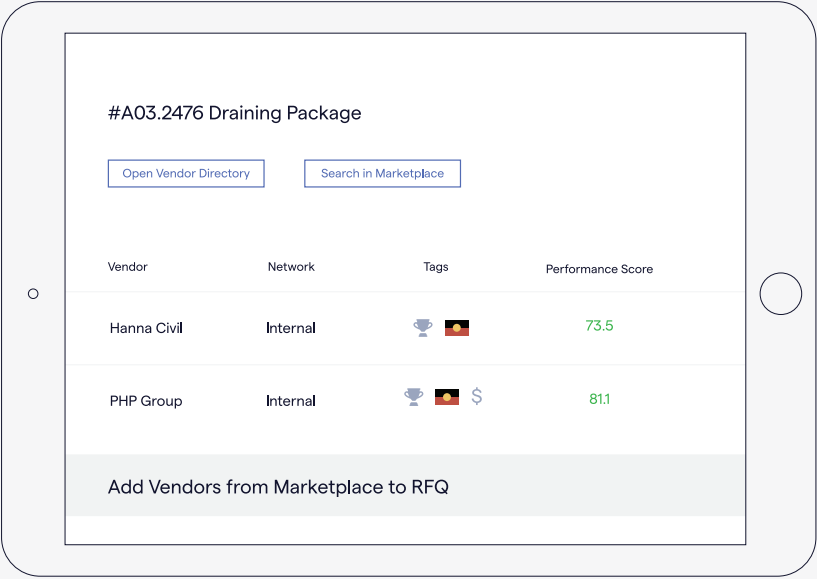 #A03.2476 Draining Package
Open Vendor Directory Search in Marketplace
Vendor Network Tags Performance Score
Hanna Civil Internal 73.5
PHP Group Internal $ 81.1
Add Vendors from Marketplace to RFQ